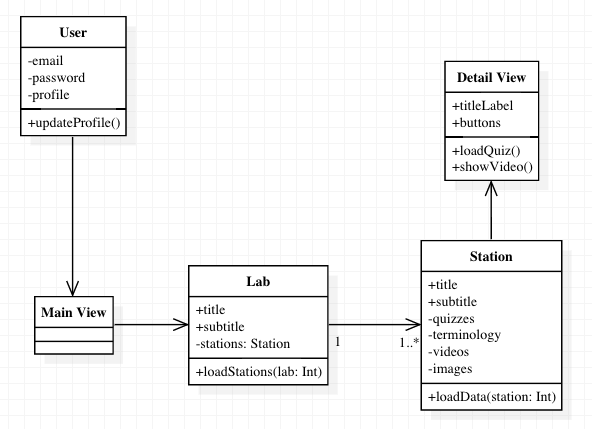 User
-email
-password
-profile
+updateProfile()
Detail View
+titleLabel
+buttons
+loadQuiz()
+showVideo()
Main View
Lab
+title
+subtitle
-stations: Station
+loadStations(lab: Int)
1
1..*
Station
+title
+subtitle
-quizzes
-terminology
-videos
-images
+loadData(station: Int)